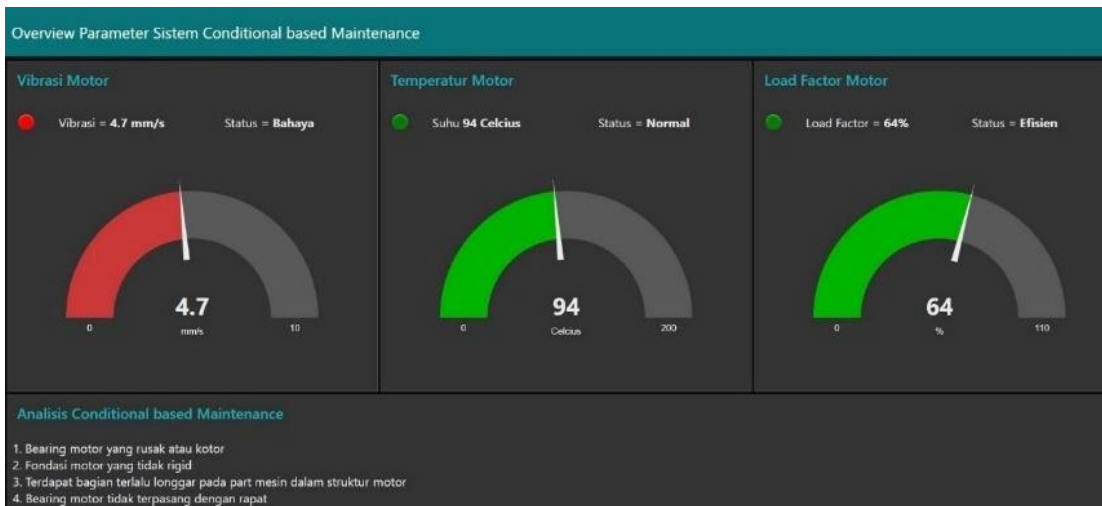 Overview Parameter Sistem Conditional based Maintenance
Vibrasi Motor
Vibrasi = 4.7 mm/s Status = Bahaya
4.7
mm/s
0 10
Temperatur Motor
Suhu 94 Celcius Status = Normal
94
Celcius
0 200
Load Factor Motor
Load Factor = 64% Status = Efisien
64
%
0 110
Analisis Conditional based Maintenance
1. Bearing motor yang rusak atau kotor
2. Fondasi motor yang tidak rigid
3. Terdapat bagian terlalu longgar pada part mesin dalam struktur motor
4. Bearing motor tidak terpasang dengan rapat